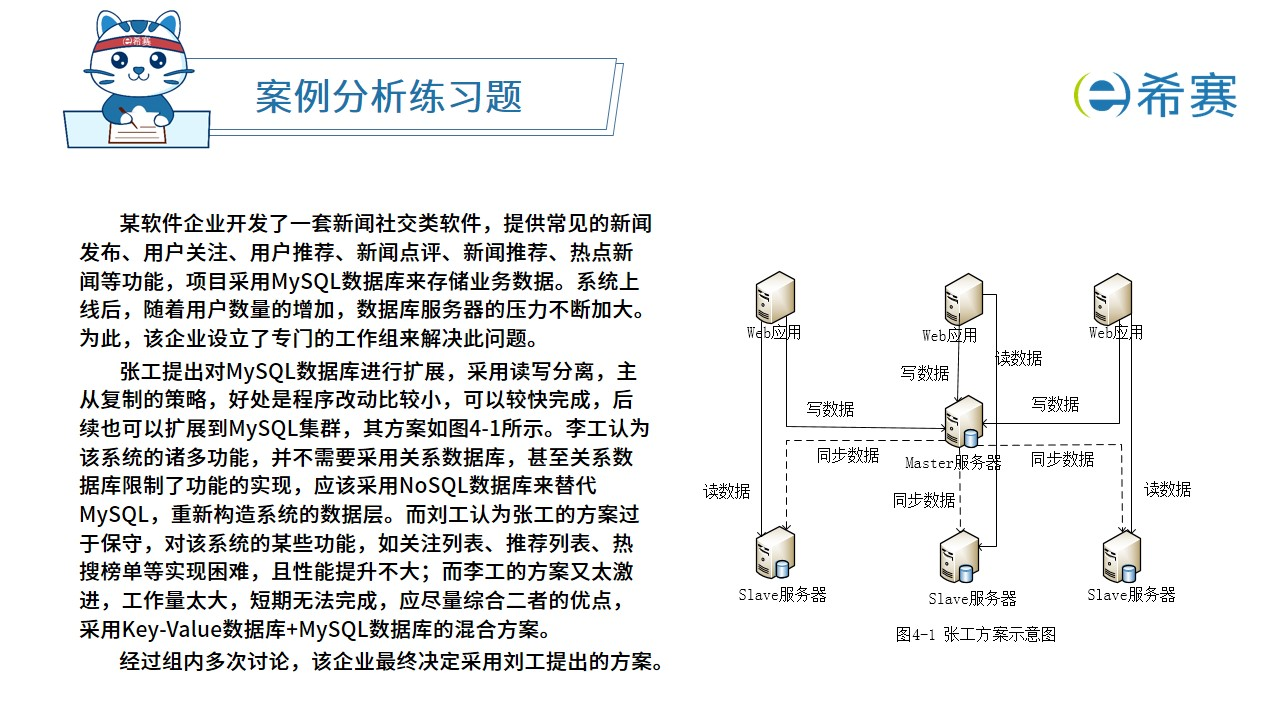 希赛
案例分析练习题
希赛
某软件企业开发了一套新闻社交类软件，提供常见的新闻
发布、用户关注、用户推荐、新闻点评、新闻推荐、热点新
闻等功能，项目采用MySQL数据库来存储业务数据。系统上
线后，随着用户数量的增加，数据库服务器的压力不断加大。
为此，该企业设立了专门的工作组来解决此问题。
张工提出对MySQL数据库进行扩展，采用读写分离，主
从复制的策略，好处是程序改动比较小，可以较快完成，后
续也可以扩展到MySQL集群，其方案如图4-1所示。李工认为
该系统的诸多功能，并不需要采用关系数据库，甚至关系数
据库限制了功能的实现，应该采用NoSQL数据库来替代
MySQL，重新构造系统的数据层。而刘工认为张工的方案过
于保守，对该系统的某些功能，如关注列表、推荐列表、热
搜榜单等实现困难，且性能提升不大；而李工的方案又太激
进，工作量太大，短期无法完成，应尽量综合二者的优点，
采用Key-Value数据库+MySQL数据库的混合方案。
经过组内多次讨论，该企业最终决定采用刘工提出的方案。
Web应用
Web应用
Web应用
读数据
写数据
写数据
写数据
同步数据
Master服务器
同步数据
读数据
同步数据
读数据
Slave服务器
Slave服务器
Slave服务器
图4-1 张工方案示意图